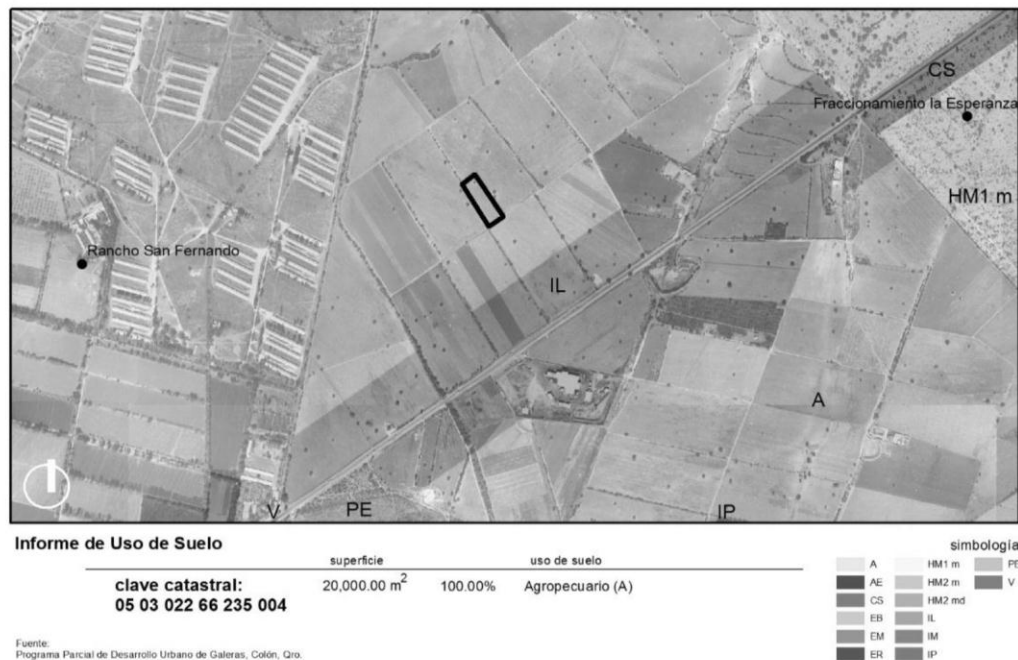 CS
Fraccionamiento la Esperanza
HM1 m
Rancho San Fernando
IL
A
V
PE
IP
Informe de Uso de Suelo
superficie
uso de suelo
clave catastral:
20,000.00 m²
100.00%
Agropecuario (A)
05 03 022 66 235 004
simbología
A
HM1 m
PE
AE
HM2 m
V
CS
HM2 md
EB
IL
EM
IM
ER
IP
Fuente:
Programa Parcial de Desarrollo Urbano de Galeras, Colón, Qro.